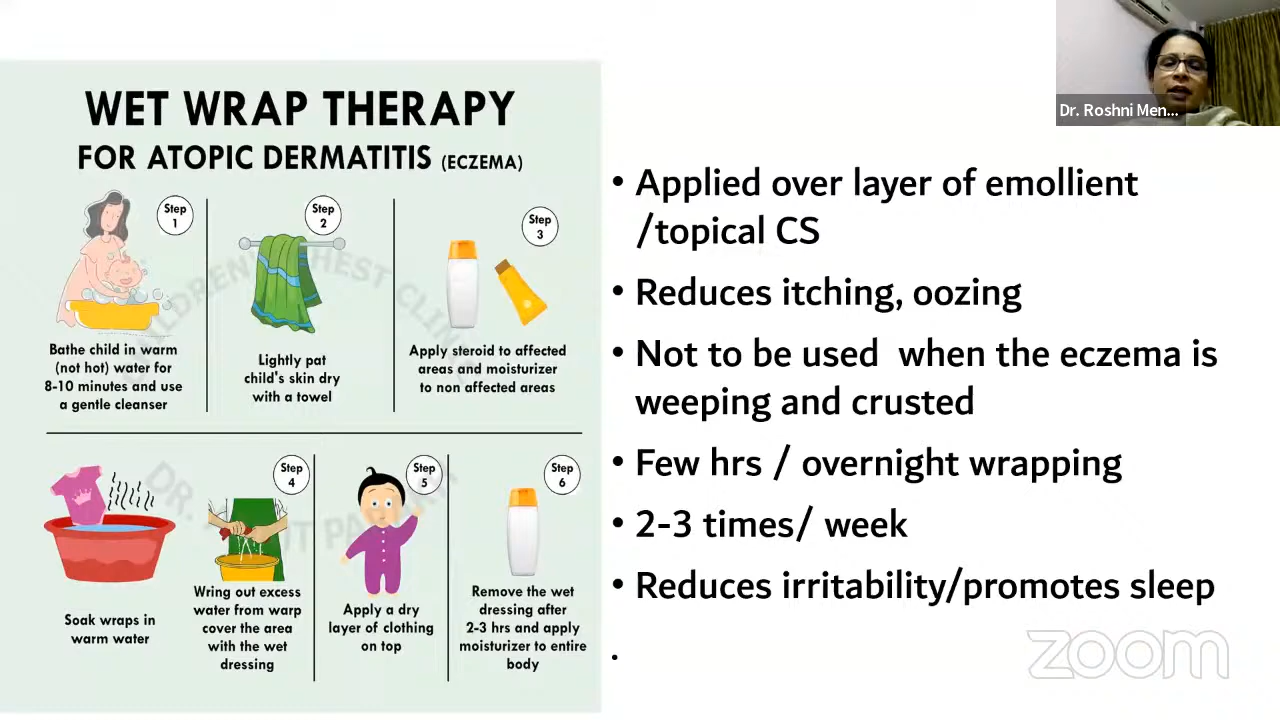 WET WRAP THERAPY
FOR ATOPIC DERMATITIS (ECZEMA)
Step
1
Bathe child in warm
(not hot) water for
8-10 minutes and use
a gentle cleanser
Step
2
Lightly pat
child's skin dry
with a towel
Step
3
Apply steroid to affected
areas and moisturizer
to non affected areas
Soak wraps in
warm water
Step
4
Wring out excess
water from warp
cover the area
with the wet
dressing
Step
5
Apply a dry
layer of clothing
on top
Step
6
Remove the wet
dressing after
2-3 hrs and apply
moisturizer to entire
body
• Applied over layer of emollient
/topical CS
• Reduces itching, oozing
• Not to be used when the eczema is
weeping and crusted
• Few hrs / overnight wrapping
• 2-3 times/ week
• Reduces irritability/promotes sleep
•
Dr. Roshni Men...
zoom